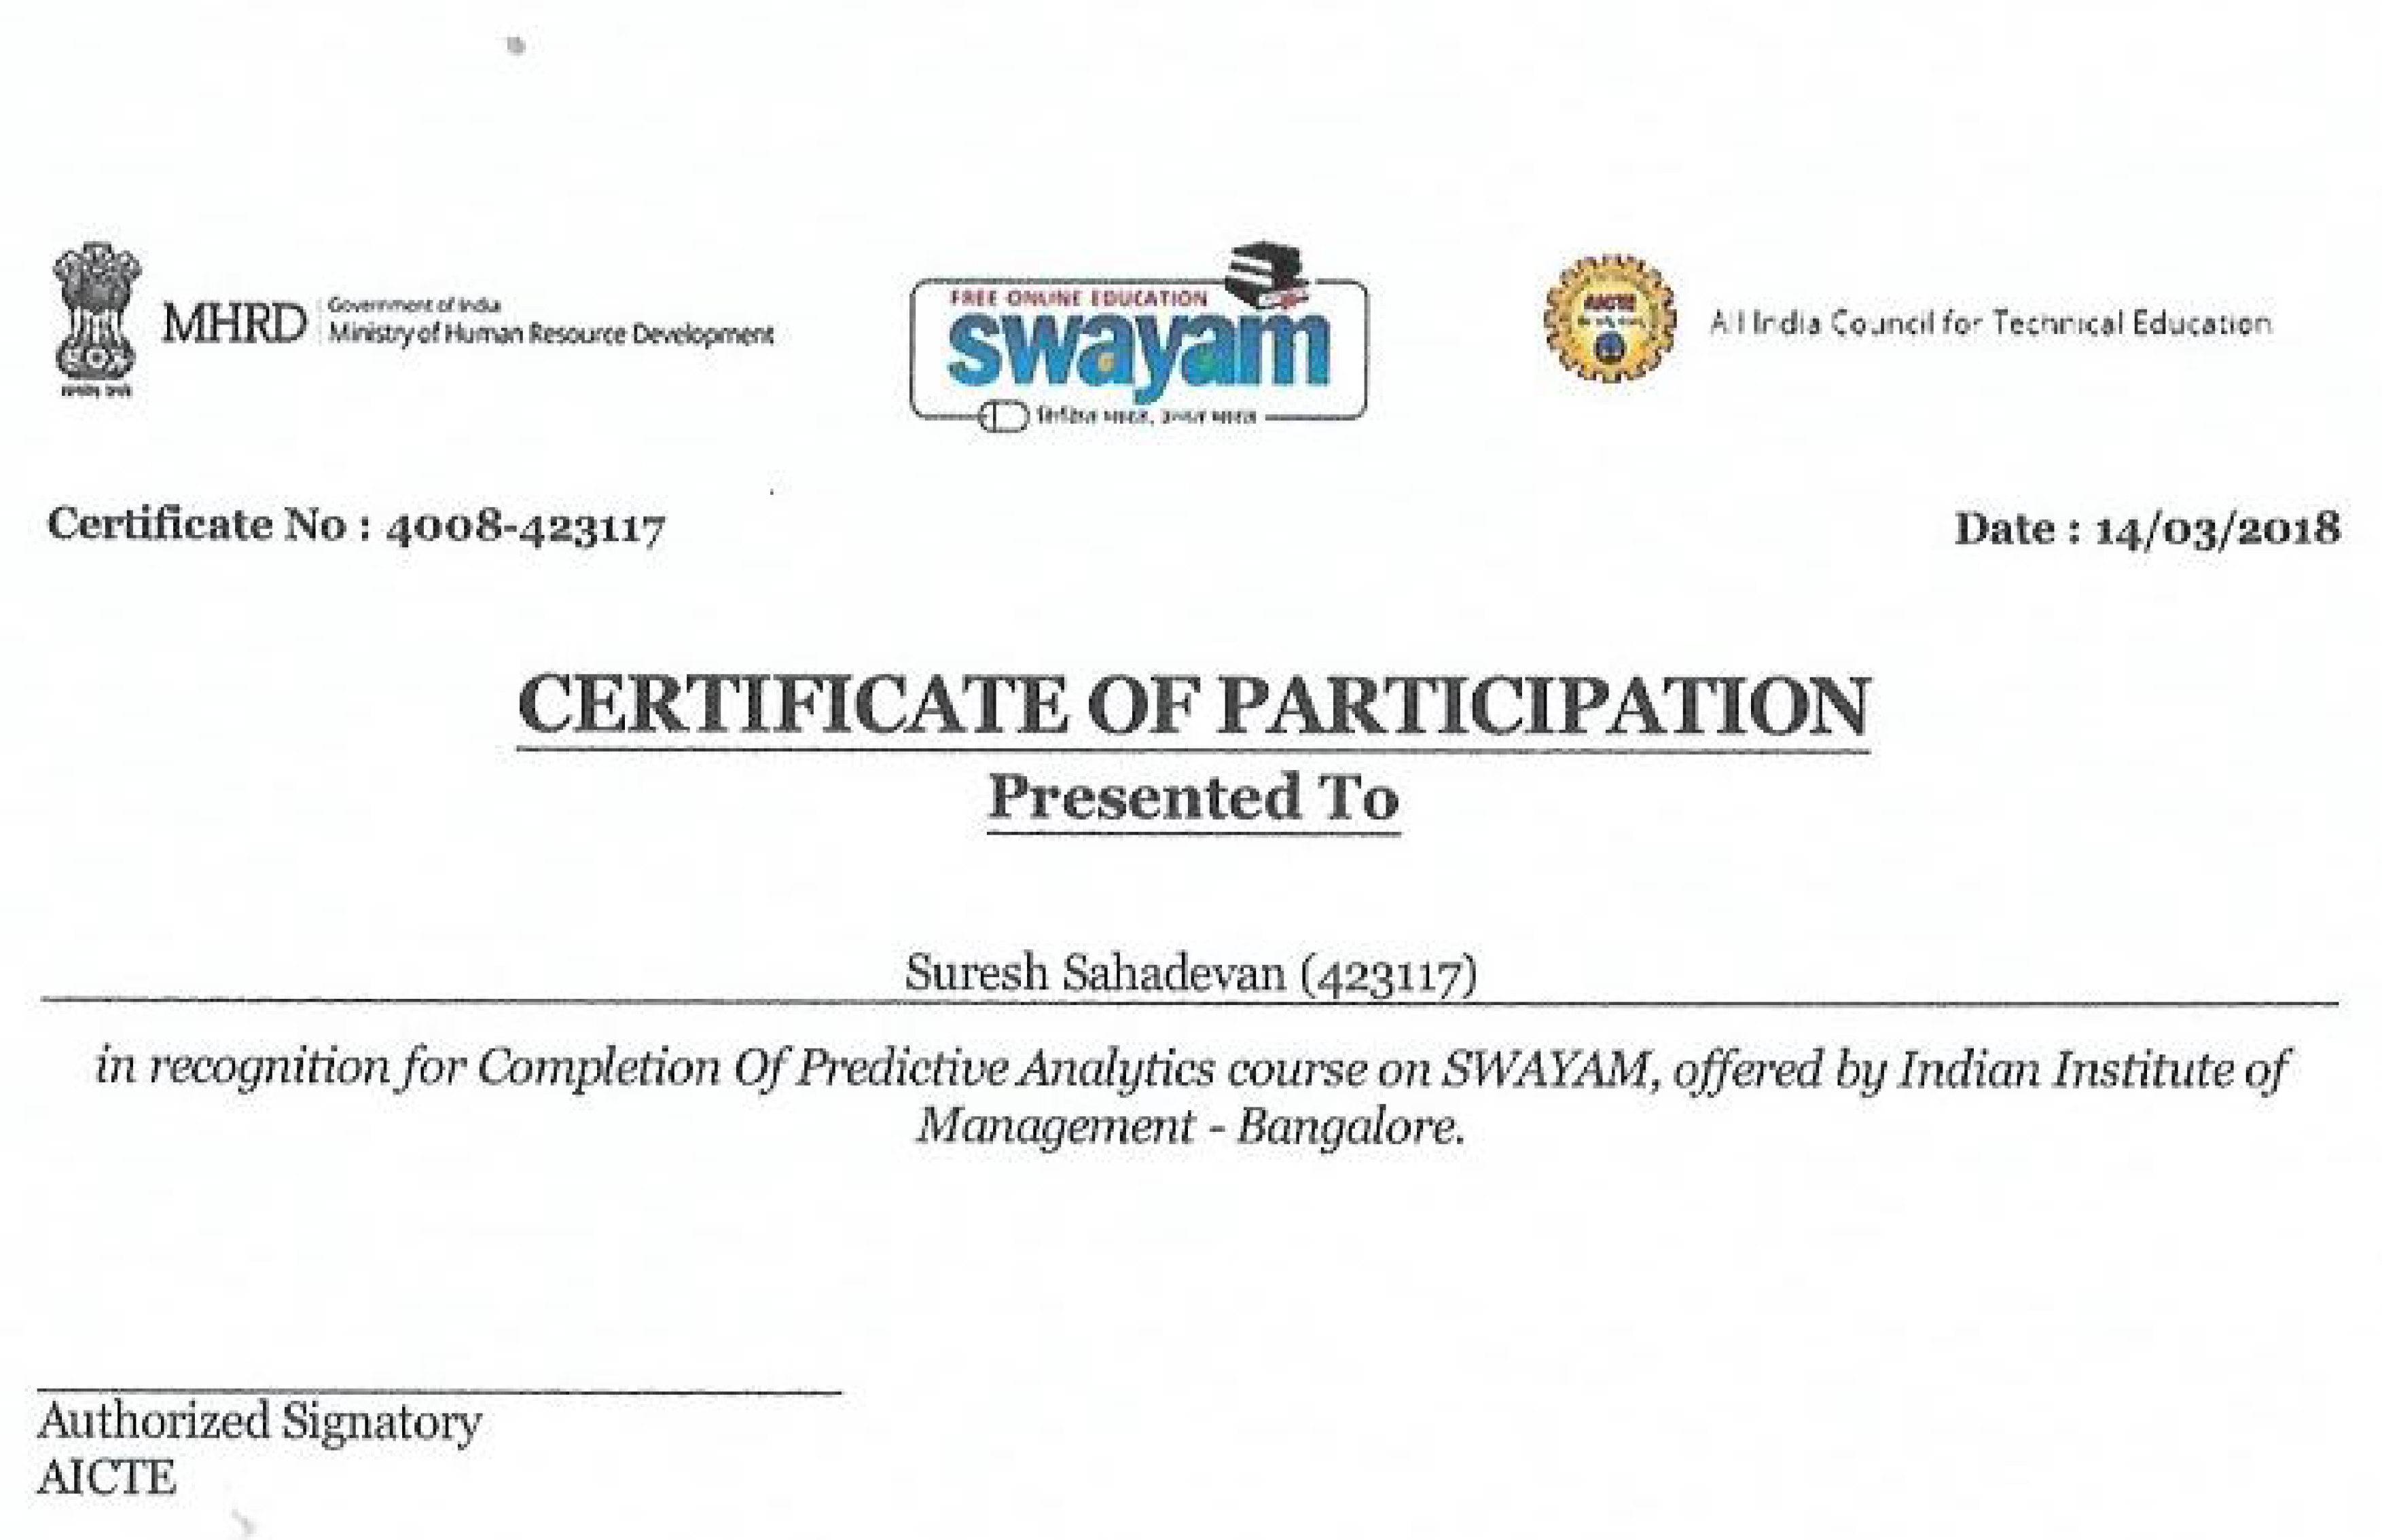 MHRD
Government of India
Ministry of Human Resource Development
FREE ONLINE EDUCATION
swayam
All India Council for Technical Education
AICTE
Certificate No : 4008-423117
Date : 14/03/2018
CERTIFICATE OF PARTICIPATION
Presented To
Suresh Sahadevan (423117)
in recognition for Completion Of Predictive Analytics course on SWAYAM, offered by Indian Institute of
Management - Bangalore.
Authorized Signatory
AICTE